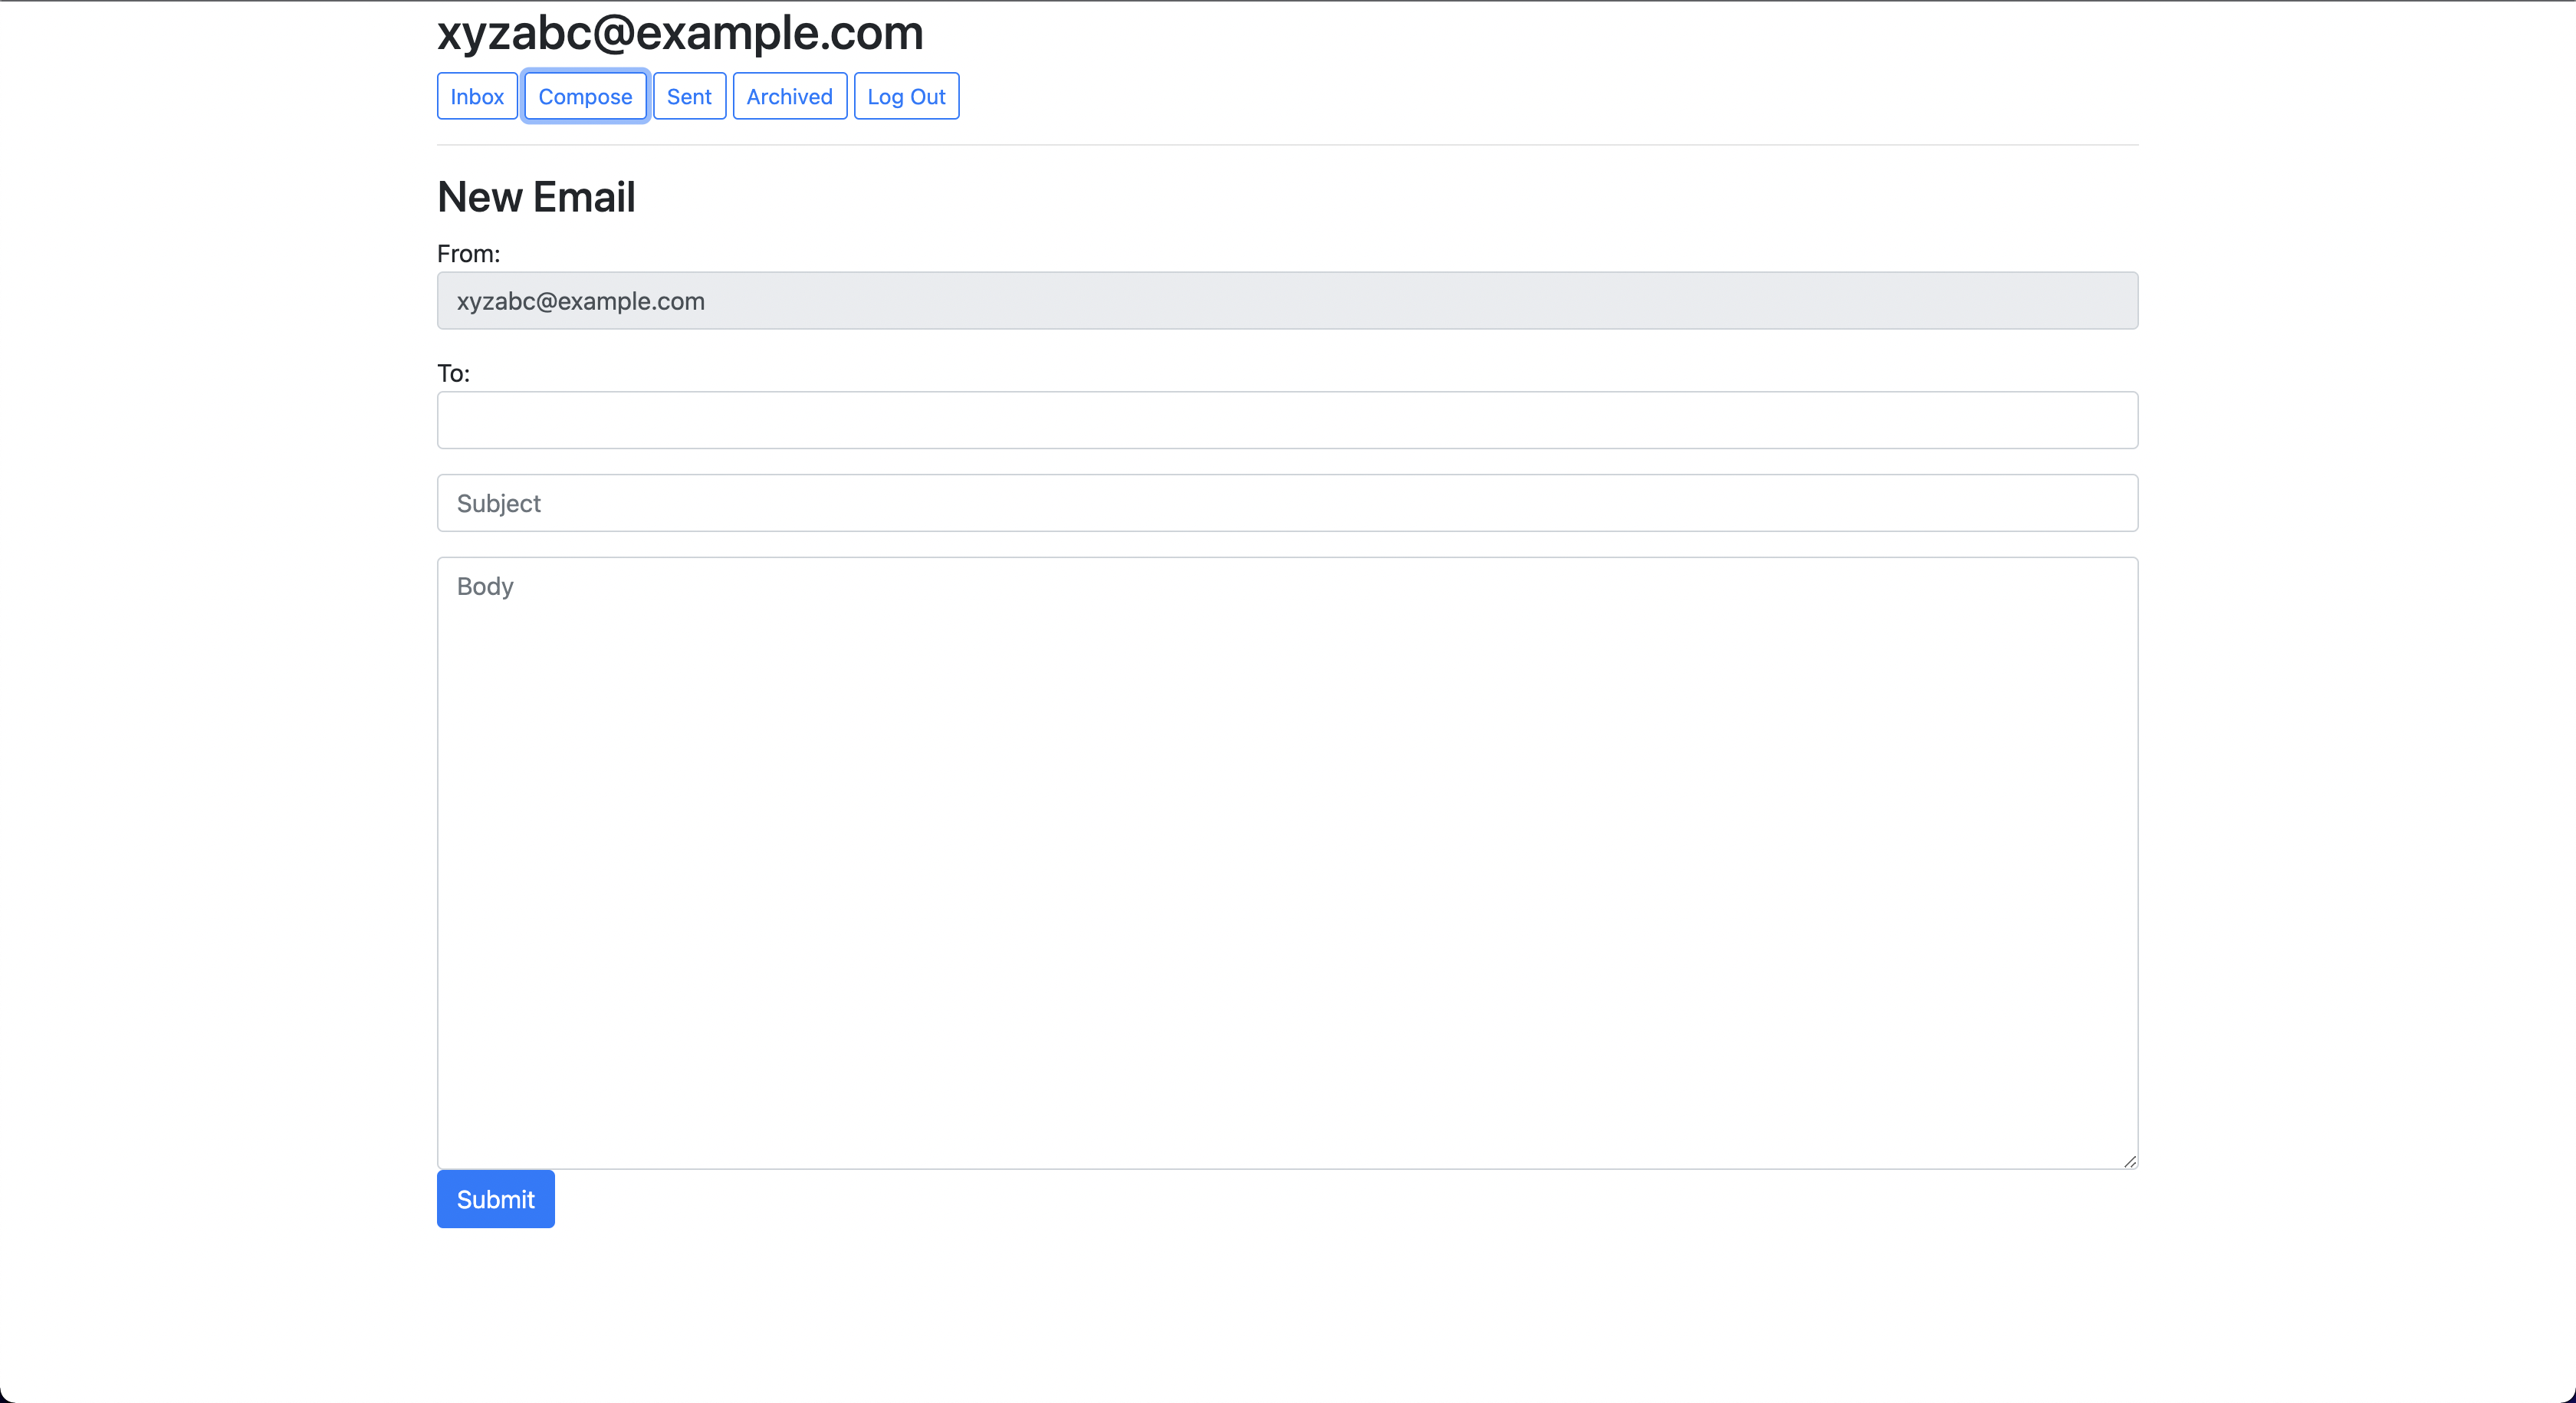 xyzabc@example.com
Inbox Compose Sent Archived Log Out
New Email
From:
xyzabc@example.com
To:
Subject
Body
Submit